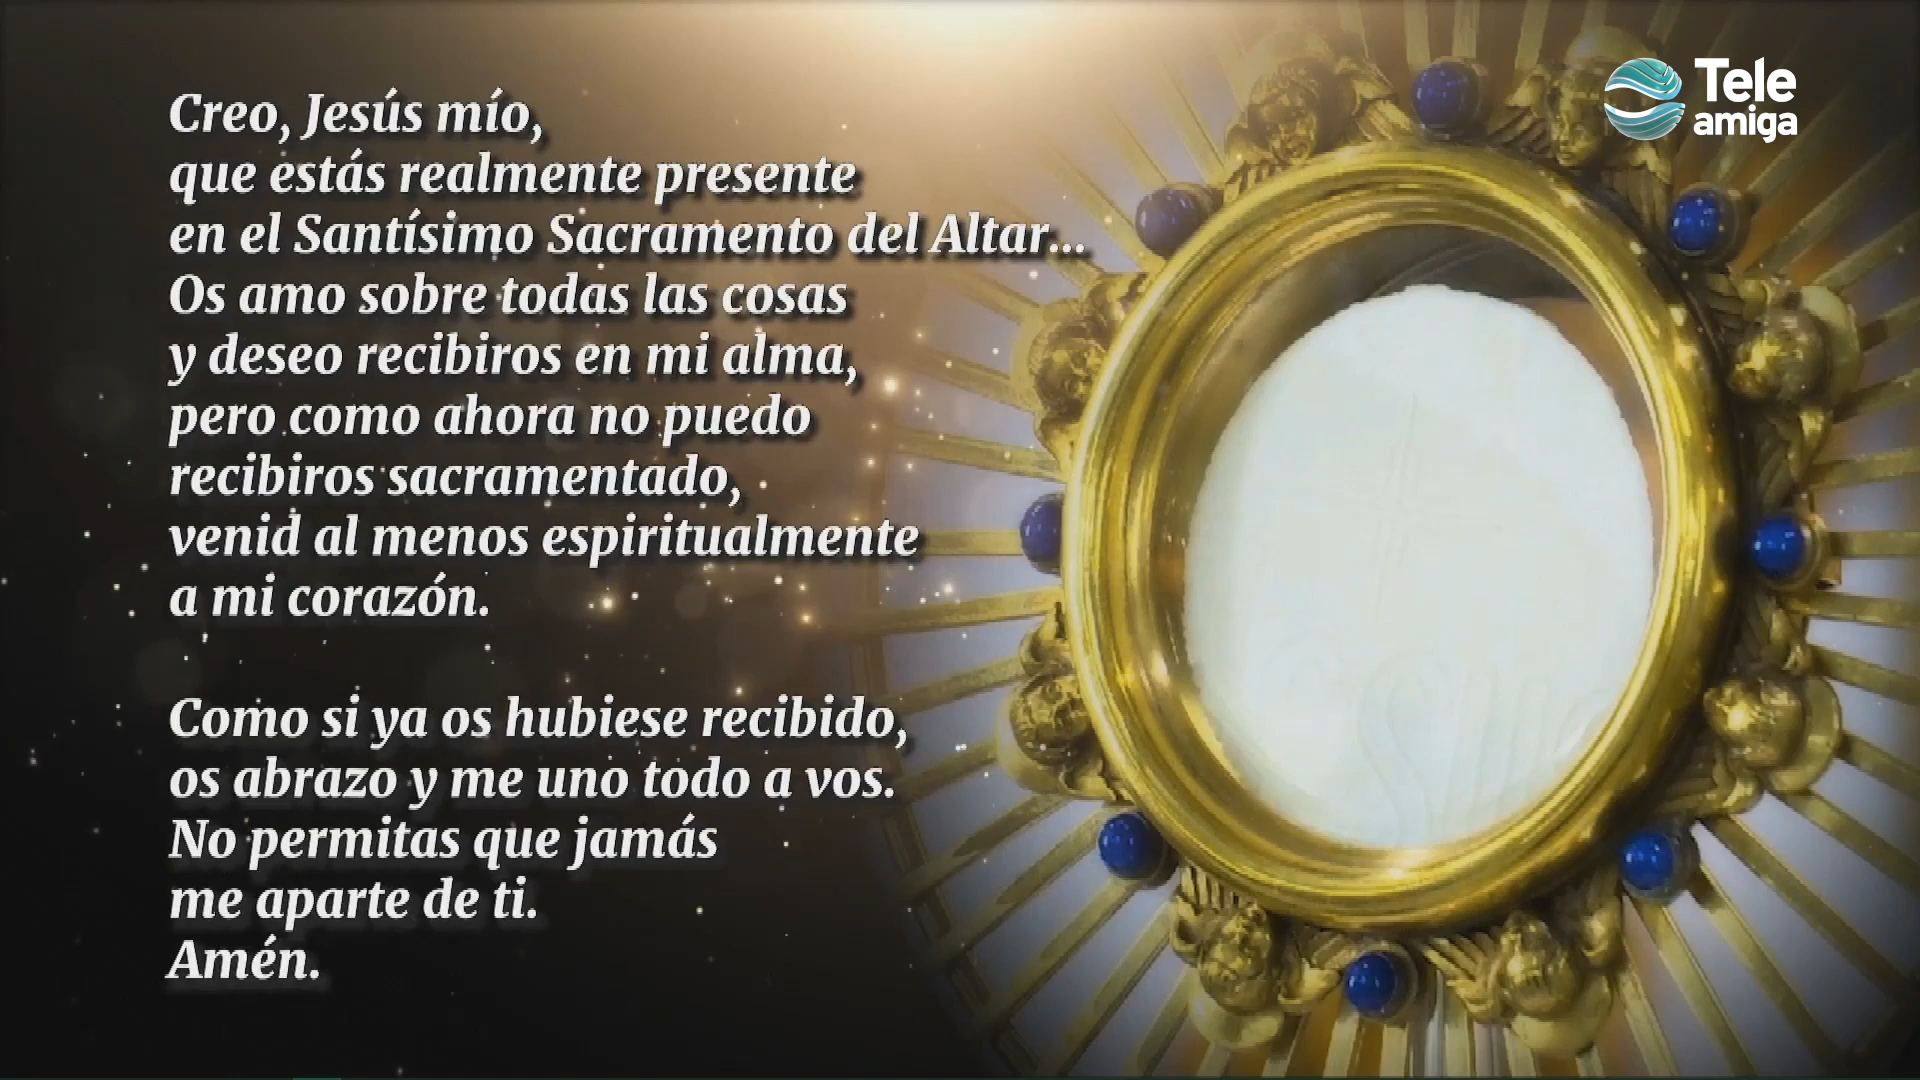 Tele
amiga
Creo, Jesús mío,
que estás realmente presente
en el Santísimo Sacramento del Altar...
Os amo sobre todas las cosas
y deseo recibiros en mi alma,
pero como ahora no puedo
recibiros sacramentado,
venid al menos espiritualmente
a mi corazón.
Como si ya os hubiese recibido,
os abrazo y me uno todo a vos.
No permitas que jamás
me aparte de ti.
Amén.